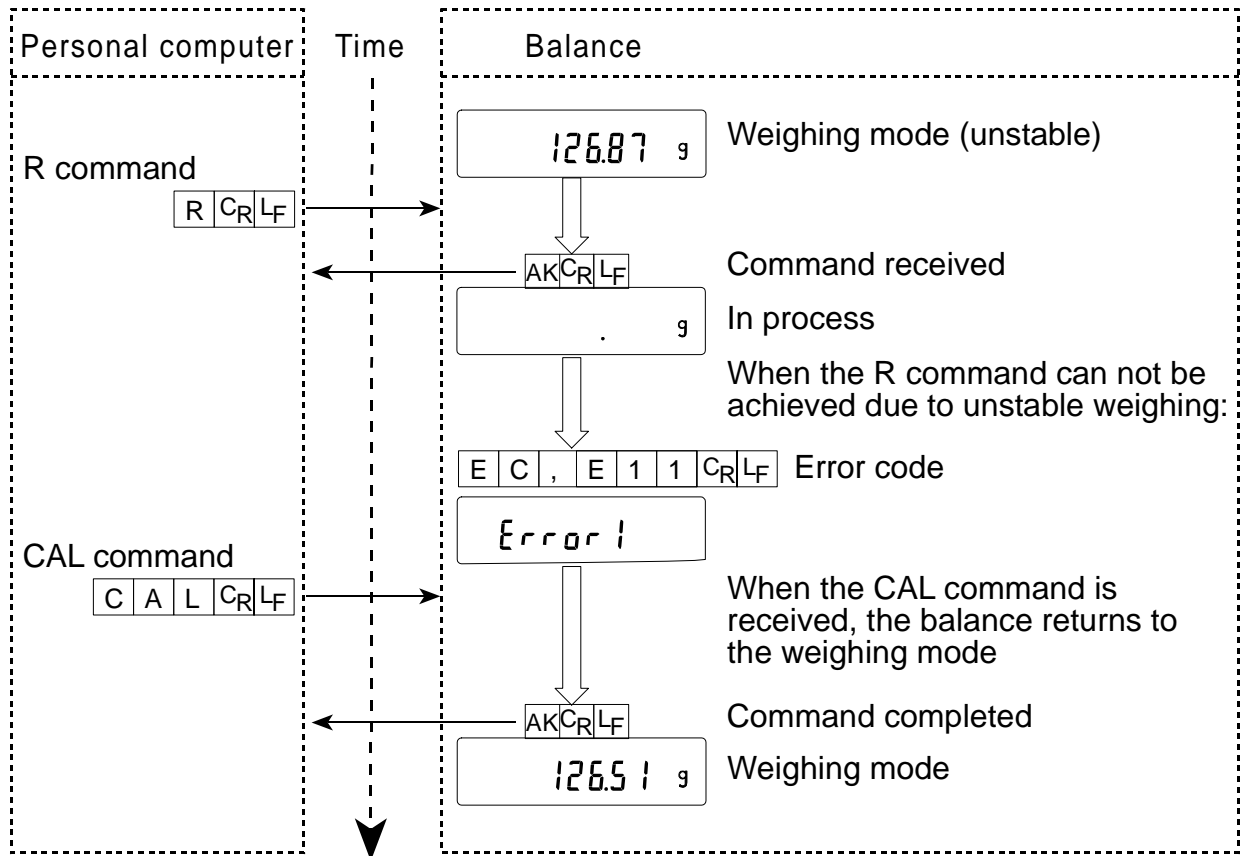 Personal computer Time Balance
126.87 g Weighing mode (unstable)
R command
R CR LF
AK CR LF Command received
. g In process
When the R command can not be
achieved due to unstable weighing:
E C , E 1 1 CR LF Error code
Error 1
CAL command
C A L CR LF
When the CAL command is
received, the balance returns to
the weighing mode
AK CR LF Command completed
126.51 g Weighing mode